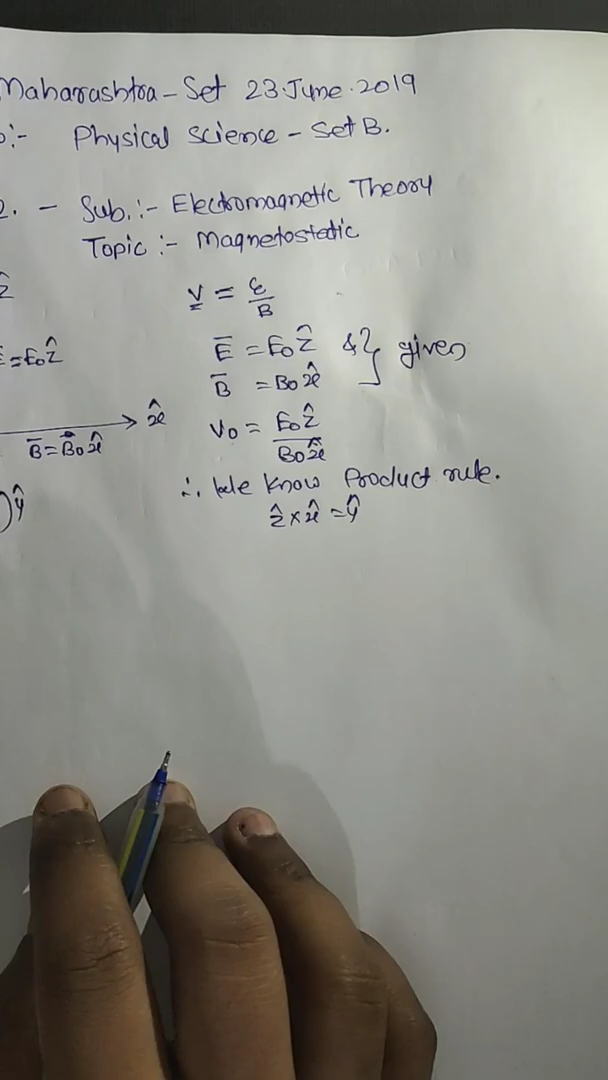 Maharashtra - Set 23 June 2019
:- Physical science - Set B.
2. - Sub. :- Electromagnetic Theory
Topic :- Magnetostatic
ẑ
V = ε/B
E̅ = E₀ẑ & } given
= E₀ẑ
B̅ = B₀x̂
x̂
B̅ = B₀x̂
V₀ = E₀ẑ/B₀x̂
∴ We know Product rule.
ŷ
ẑ × x̂ = ŷ